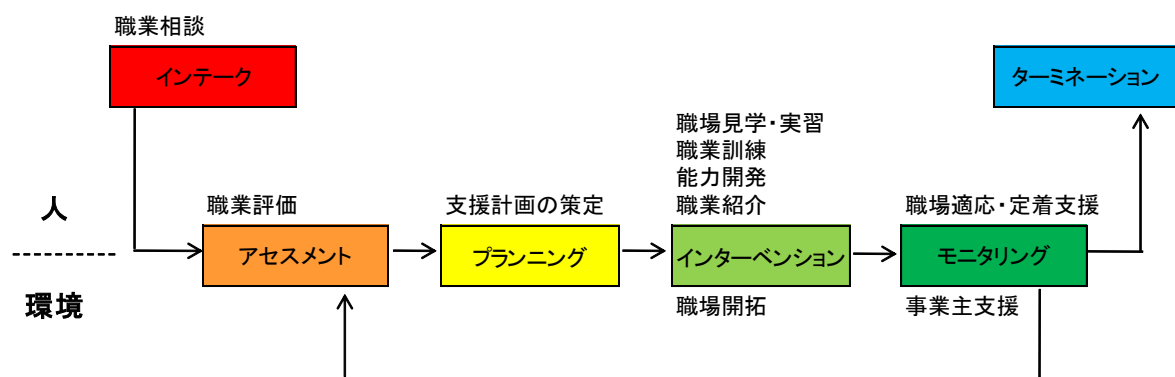 職業相談
インテーク
ターミネーション
職場見学・実習
職業訓練
能力開発
職業紹介
人
職業評価
支援計画の策定
職場適応・定着支援
アセスメント
プランニング
インターベンション
モニタリング
環境
職場開拓
事業主支援